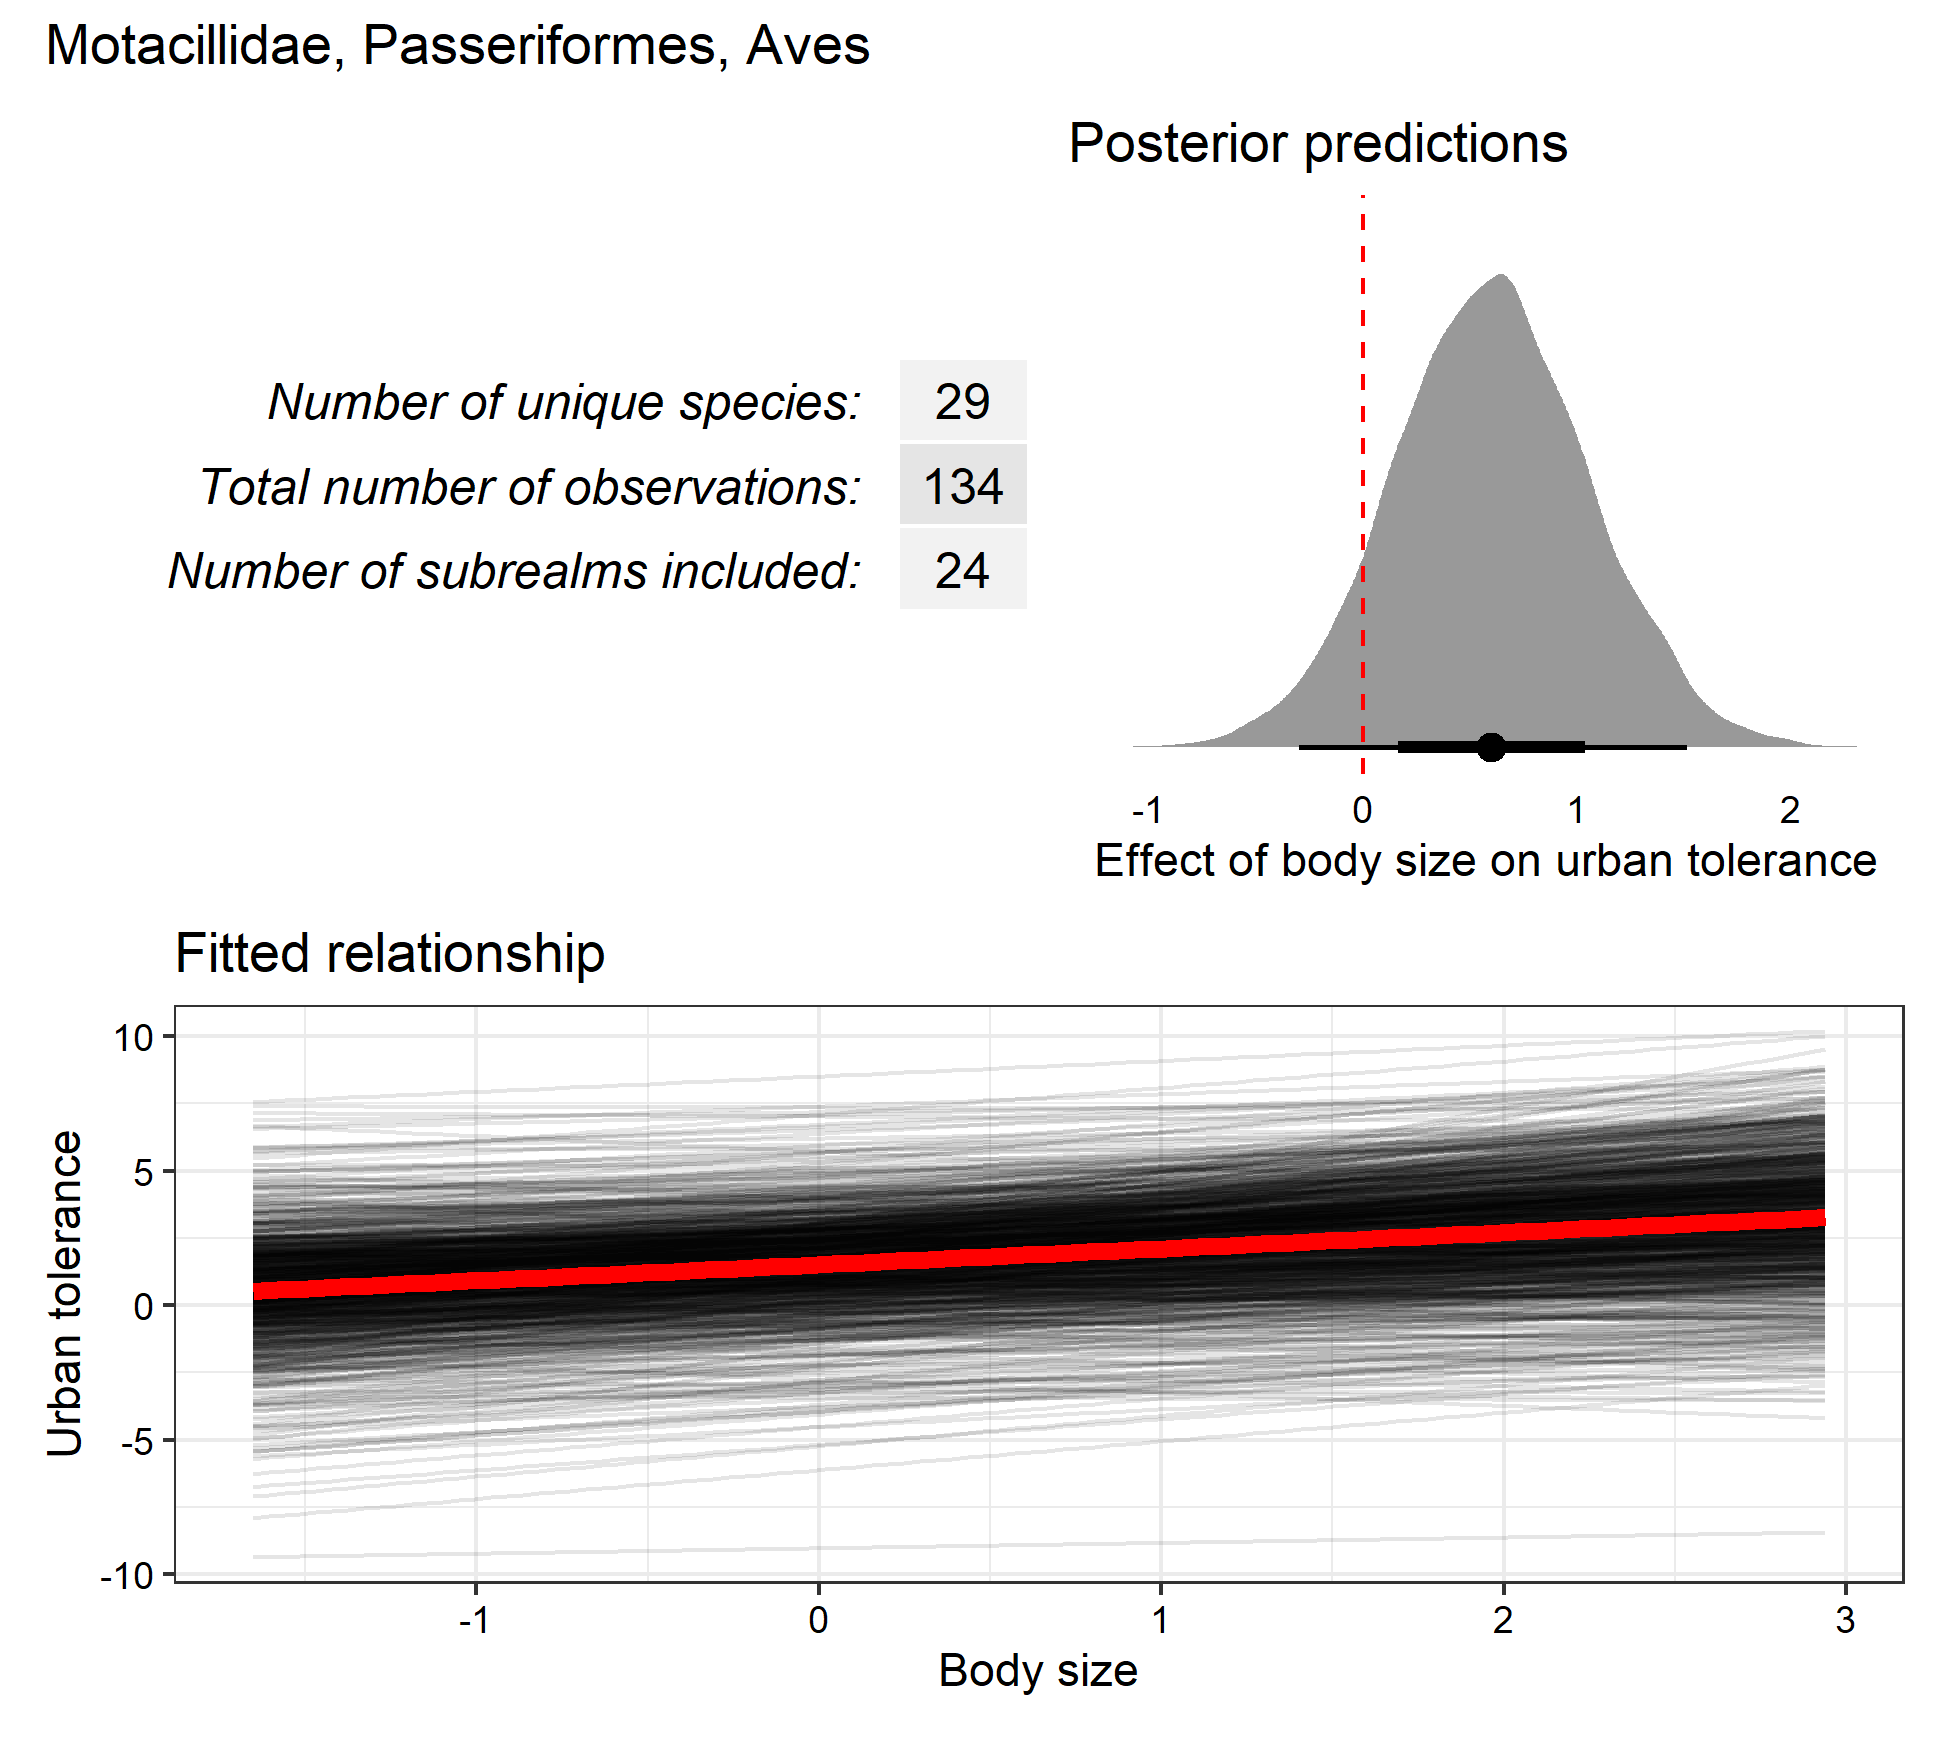 Motacillidae, Passeriformes, Aves
Posterior predictions
Number of unique species: 29
Total number of observations: 134
Number of subrealms included: 24
-1 0 1 2
Effect of body size on urban tolerance
Fitted relationship
10
5
0
-5
-10
Urban tolerance
-1 0 1 2 3
Body size